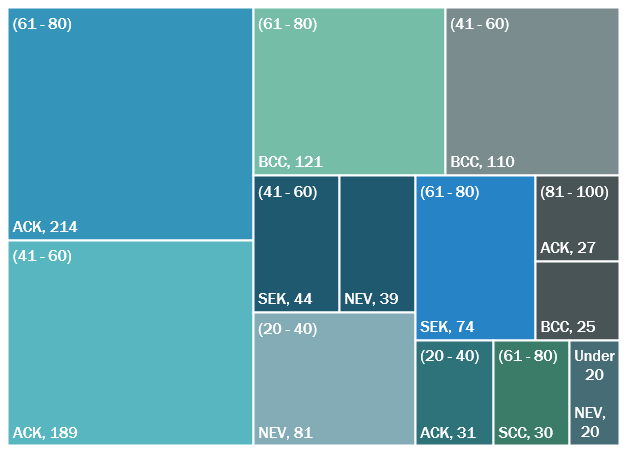 (61 - 80)
ACK, 214
(41 - 60)
ACK, 189
(61 - 80)
BCC, 121
(41 - 60)
BCC, 110
(41 - 60)
SEK, 44
NEV, 39
(20 - 40)
NEV, 81
(61 - 80)
SEK, 74
(81 - 100)
ACK, 27
BCC, 25
(20 - 40)
ACK, 31
(61 - 80)
SCC, 30
Under
20
NEV,
20